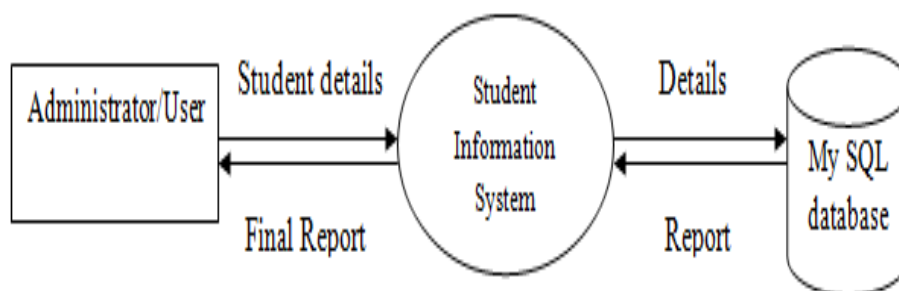 Administrator/User
Student details
Final Report
Student
Information
System
Details
Report
My SQL
database